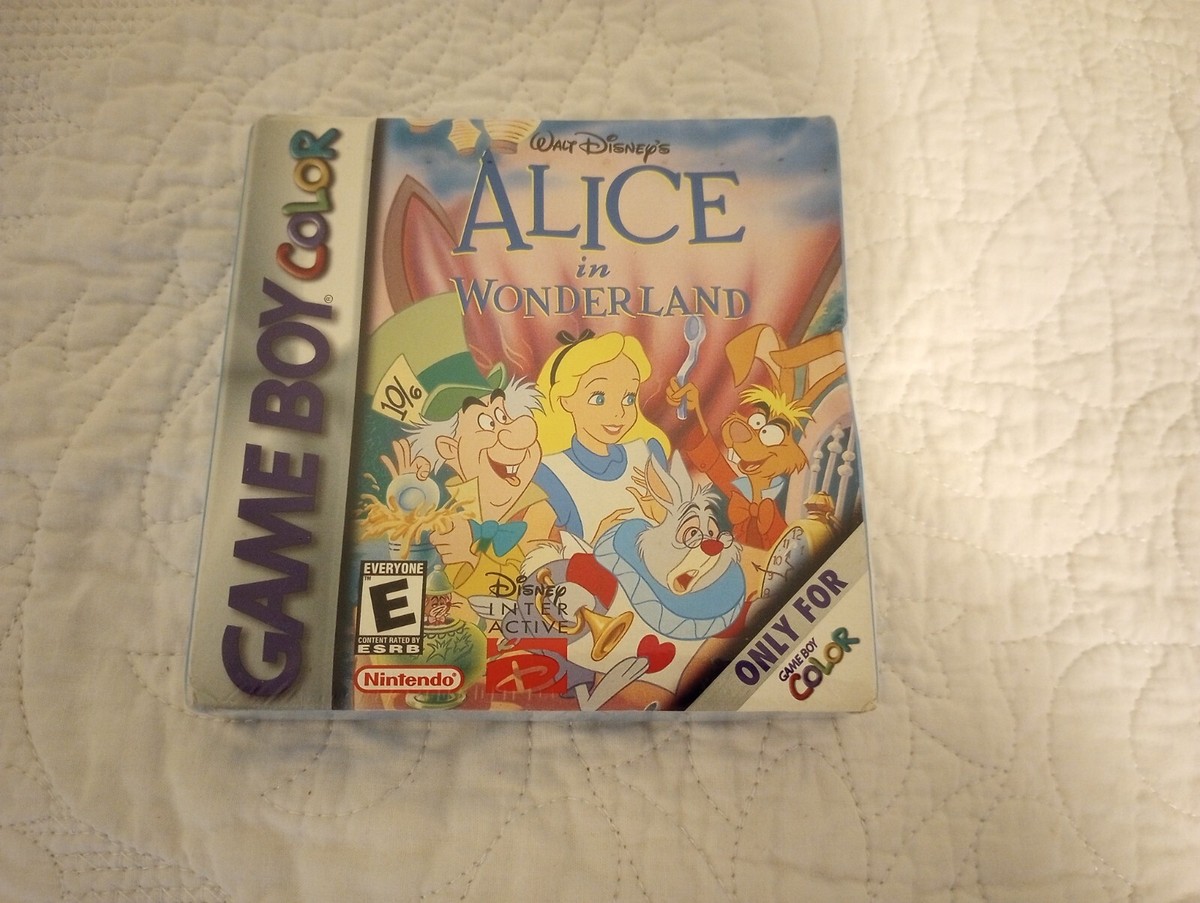 GAME BOY COLOR
WALT DISNEY'S
ALICE
in
WONDERLAND
10/6
EVERYONE
™
E
CONTENT RATED BY
ESRB
DISNEY
INTER
ACTIVE
Nintendo®
D
ONLY FOR
GAME BOY
COLOR